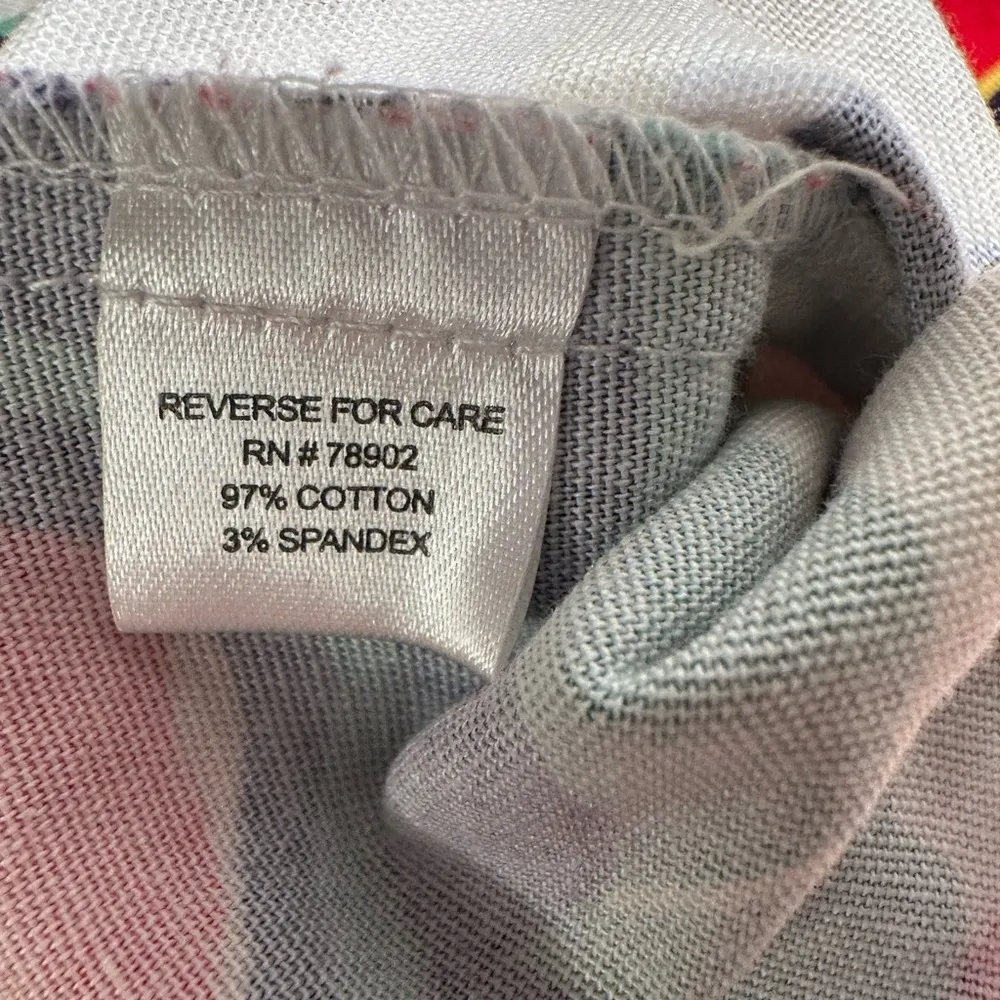 REVERSE FOR CARE
RN # 78902
97% COTTON
3% SPANDEX